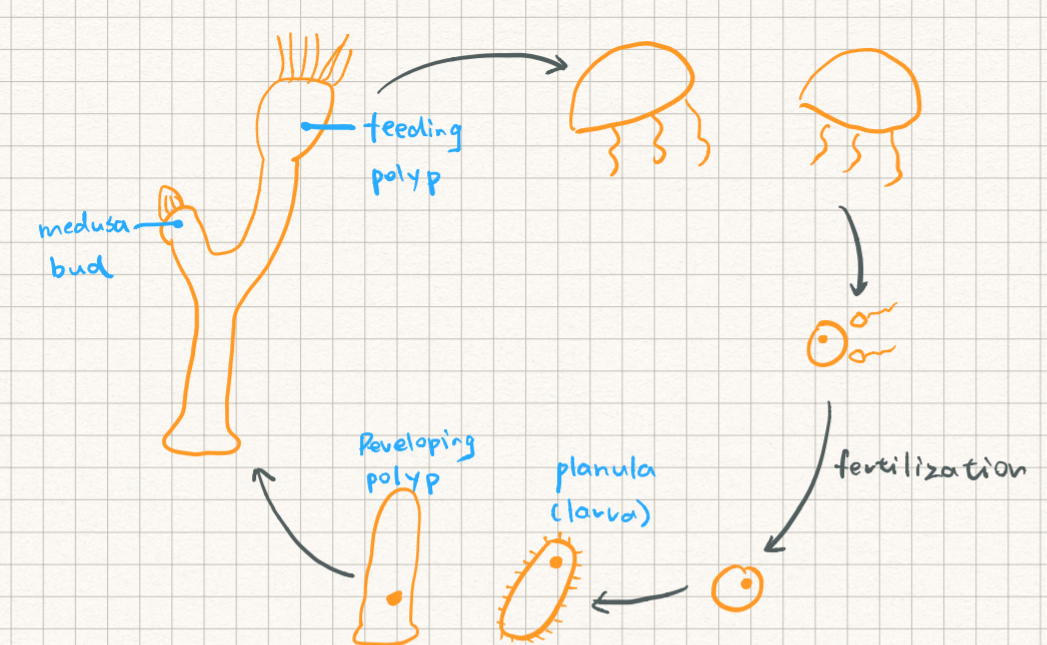 feeding
polyp
medusa
bud
Developing
polyp
planula
(larva)
fertilization